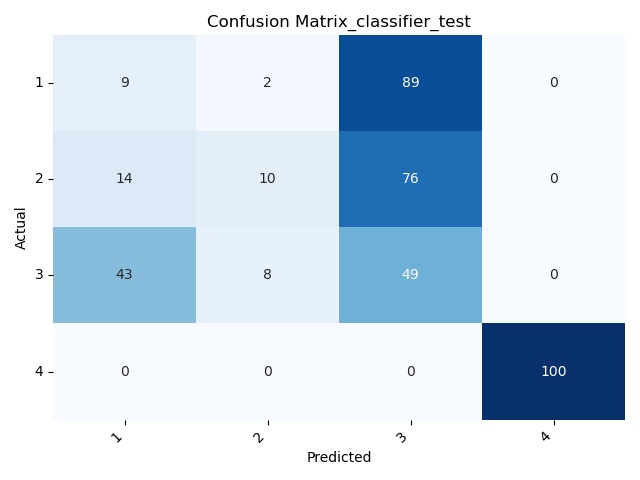 Confusion Matrix_classifier_test
1 9 2 89 0
2 14 10 76 0
3 43 8 49 0
4 0 0 0 100
Actual
1 2 3 4
Predicted